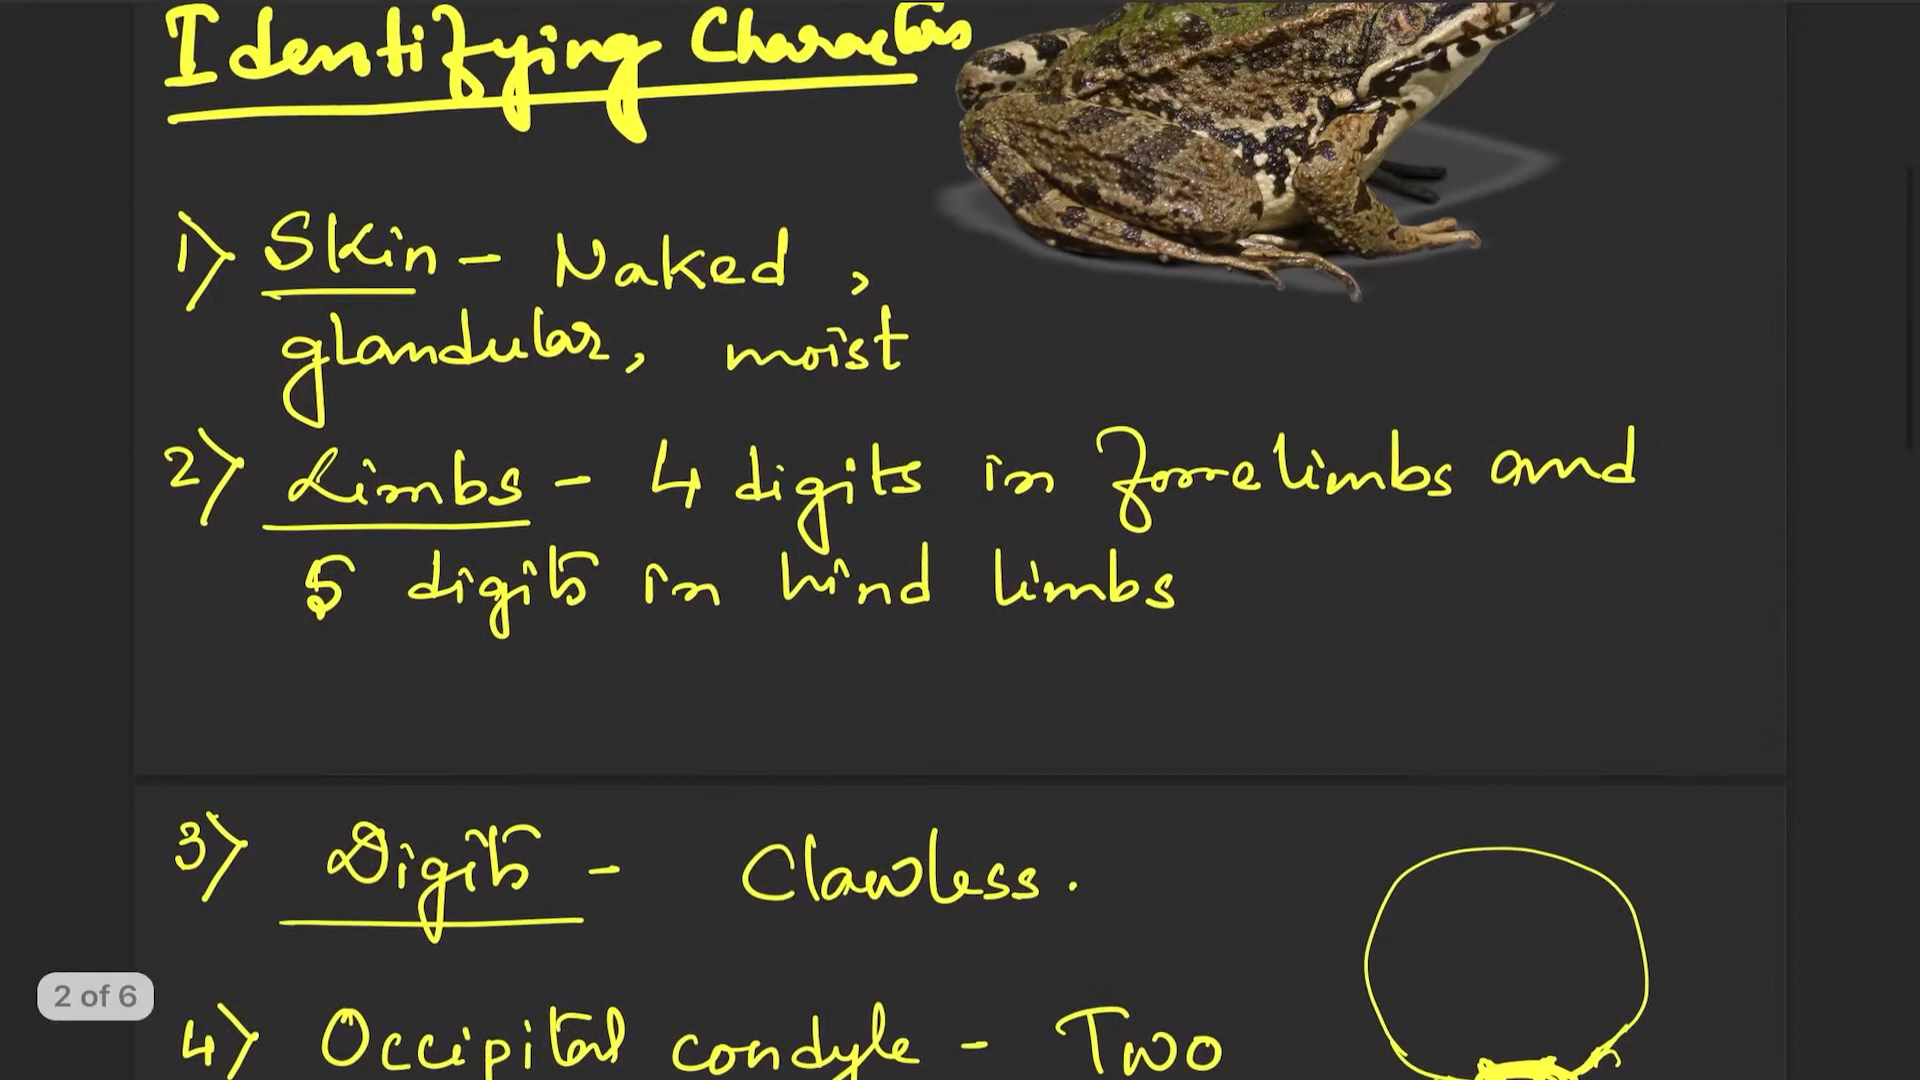 Identifying Characters
1) Skin - Naked,
glandular, moist
2) Limbs - 4 digits in forelimbs and
5 digits in hind limbs
3) Digits - Clawless.
2 of 6
4) Occipital condyle - Two